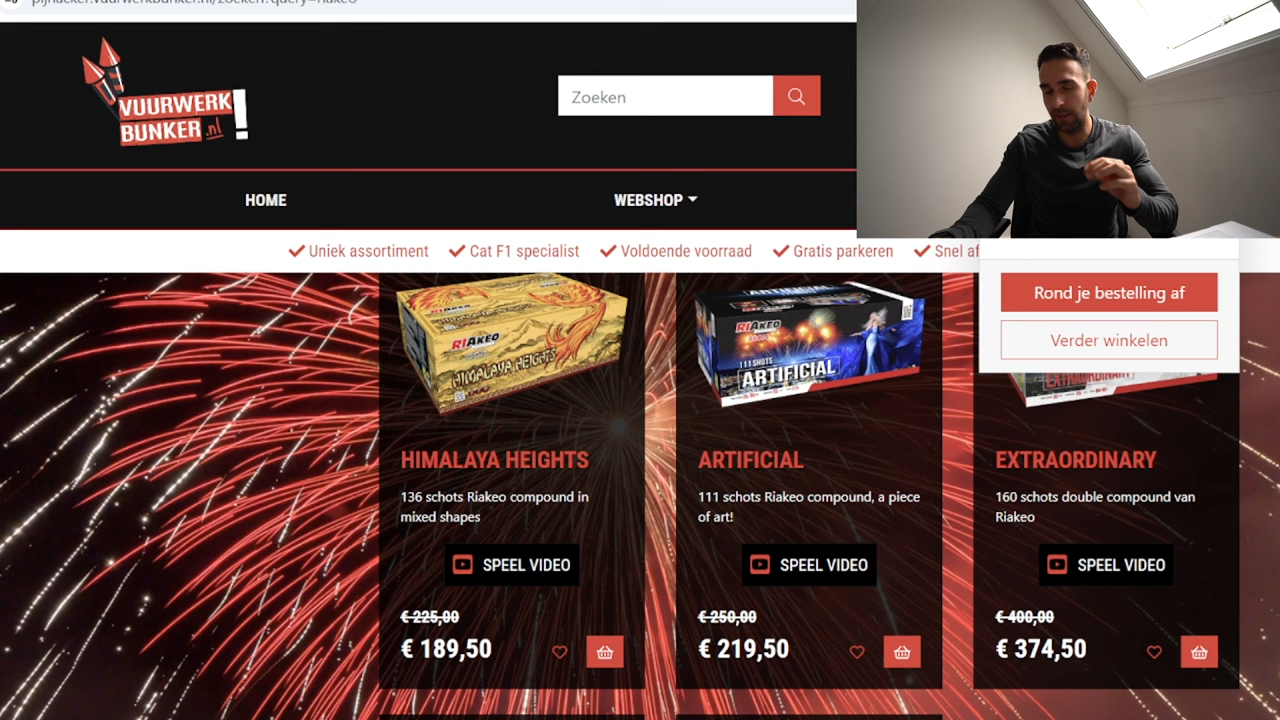 VUURWERK
BUNKER.nl!
Zoeken
HOME
WEBSHOP
Uniek assortiment
Cat F1 specialist
Voldoende voorraad
Gratis parkeren
Snel af
Rond je bestelling af
Verder winkelen
RIAKEO
HIMALAYA HEIGHTS
RIAKEO
111 SHOTS
ARTIFICIAL
EXTRAORDINARY
HIMALAYA HEIGHTS
136 schots Riakeo compound in
mixed shapes
SPEEL VIDEO
€ 225,00
€ 189,50
ARTIFICIAL
111 schots Riakeo compound, a piece
of art!
SPEEL VIDEO
€ 250,00
€ 219,50
EXTRAORDINARY
160 schots double compound van
Riakeo
SPEEL VIDEO
€ 400,00
€ 374,50